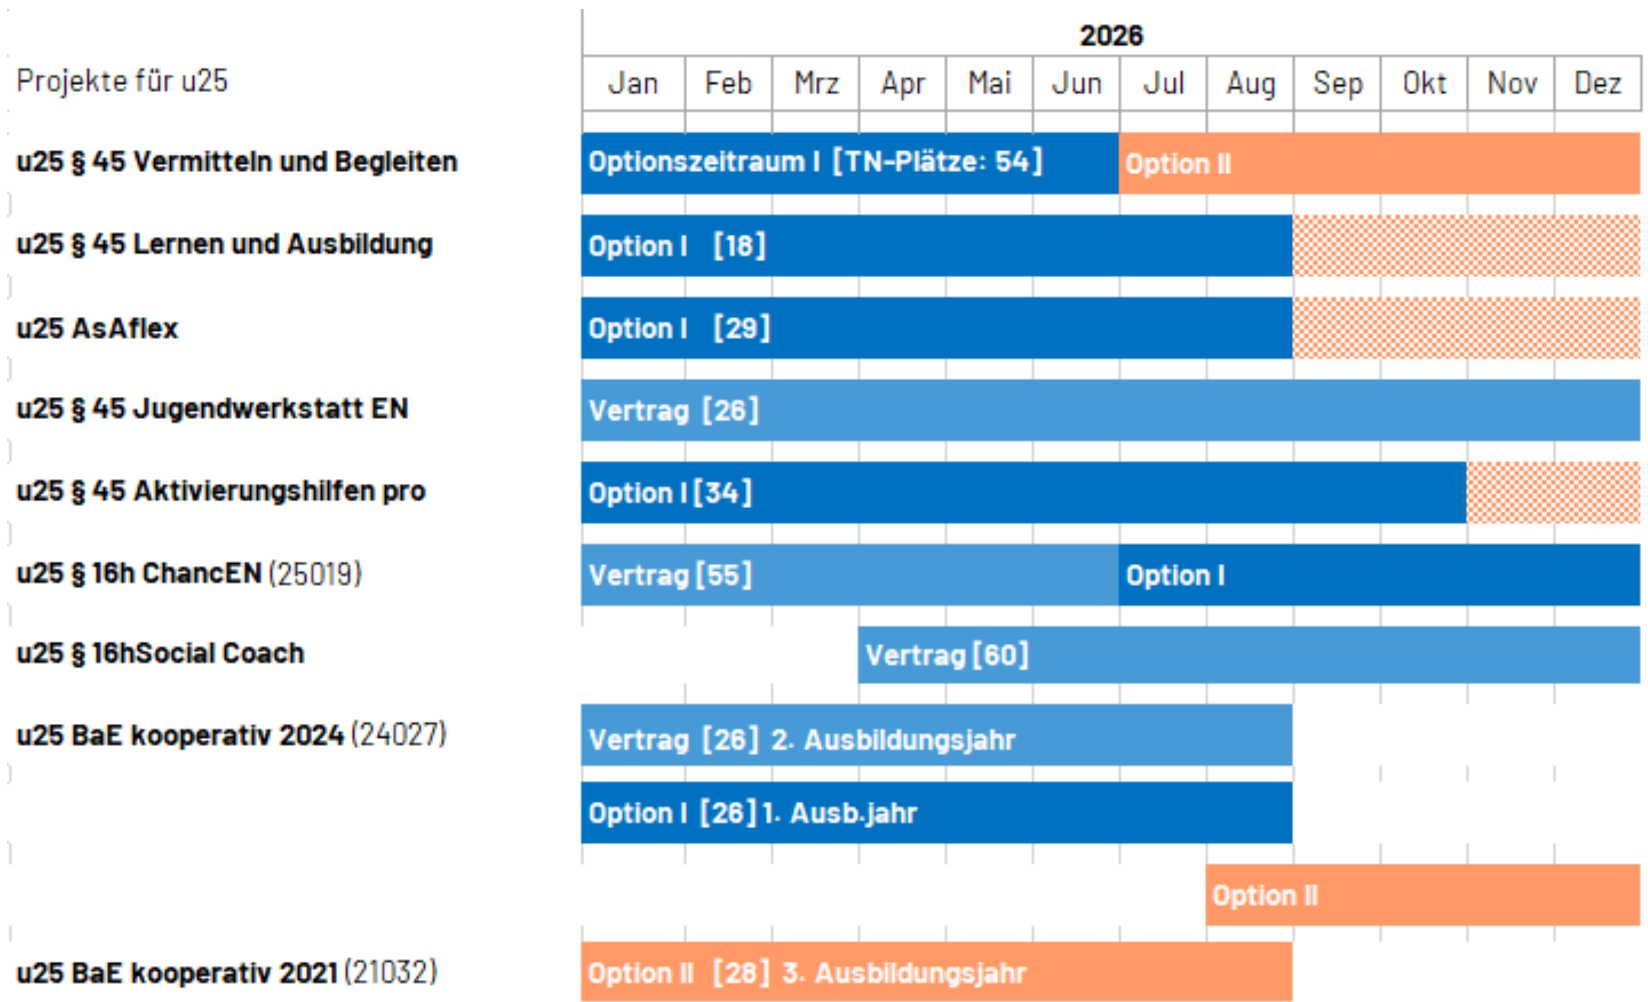 2026
Projekte für u25 Jan Feb Mrz Apr Mai Jun Jul Aug Sep Okt Nov Dez
u25 § 45 Vermitteln und Begleiten Optionszeitraum I [TN-Plätze: 54] Option II
u25 § 45 Lernen und Ausbildung Option I [18]
u25 AsAflex Option I [29]
u25 § 45 Jugendwerkstatt EN Vertrag [26]
u25 § 45 Aktivierungshilfen pro Option I [34]
u25 § 16h ChancEN (25019) Vertrag [55] Option I
u25 § 16hSocial Coach Vertrag [60]
u25 BaE kooperativ 2024 (24027) Vertrag [26] 2. Ausbildungsjahr
Option I [26] 1. Ausb.jahr
Option II
u25 BaE kooperativ 2021 (21032) Option II [28] 3. Ausbildungsjahr